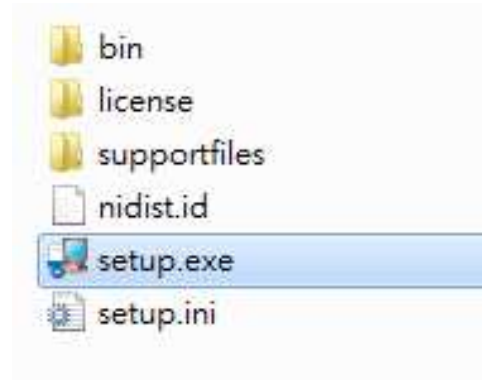 bin
license
supportfiles
nidist.id
setup.exe
setup.ini